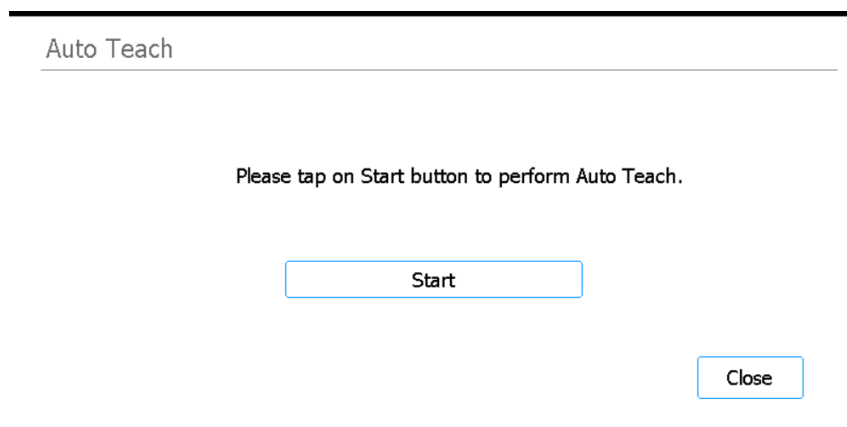 Auto Teach
Please tap on Start button to perform Auto Teach.
Start
Close